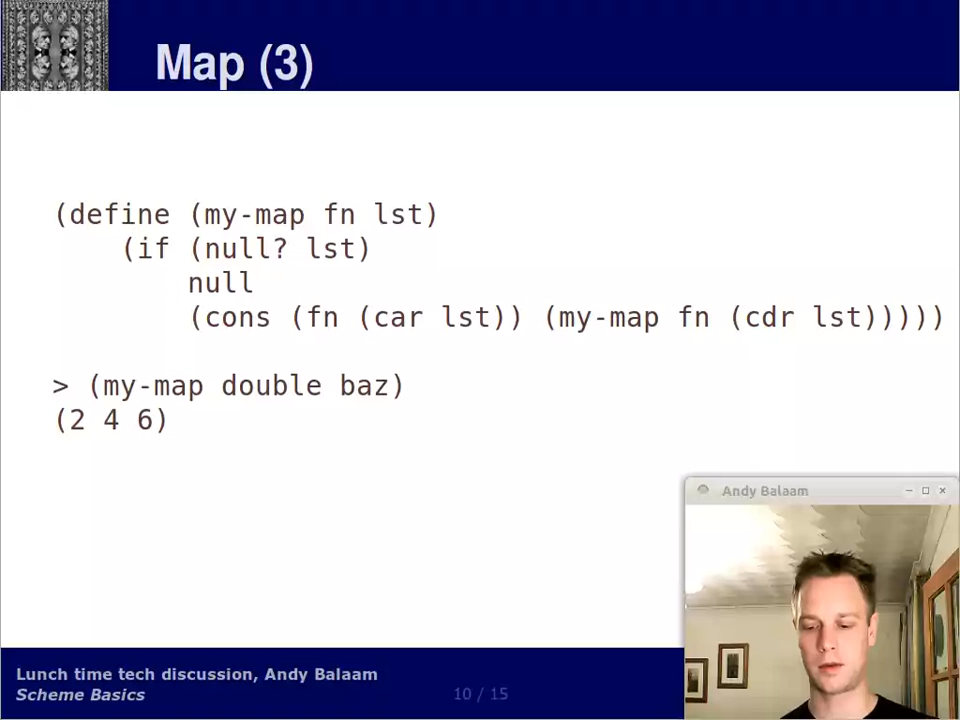 Map (3)
(define (my-map fn lst)
(if (null? lst)
null
(cons (fn (car lst)) (my-map fn (cdr lst)))))
> (my-map double baz)
(2 4 6)
Andy Balaam
Lunch time tech discussion, Andy Balaam
Scheme Basics
10 / 15